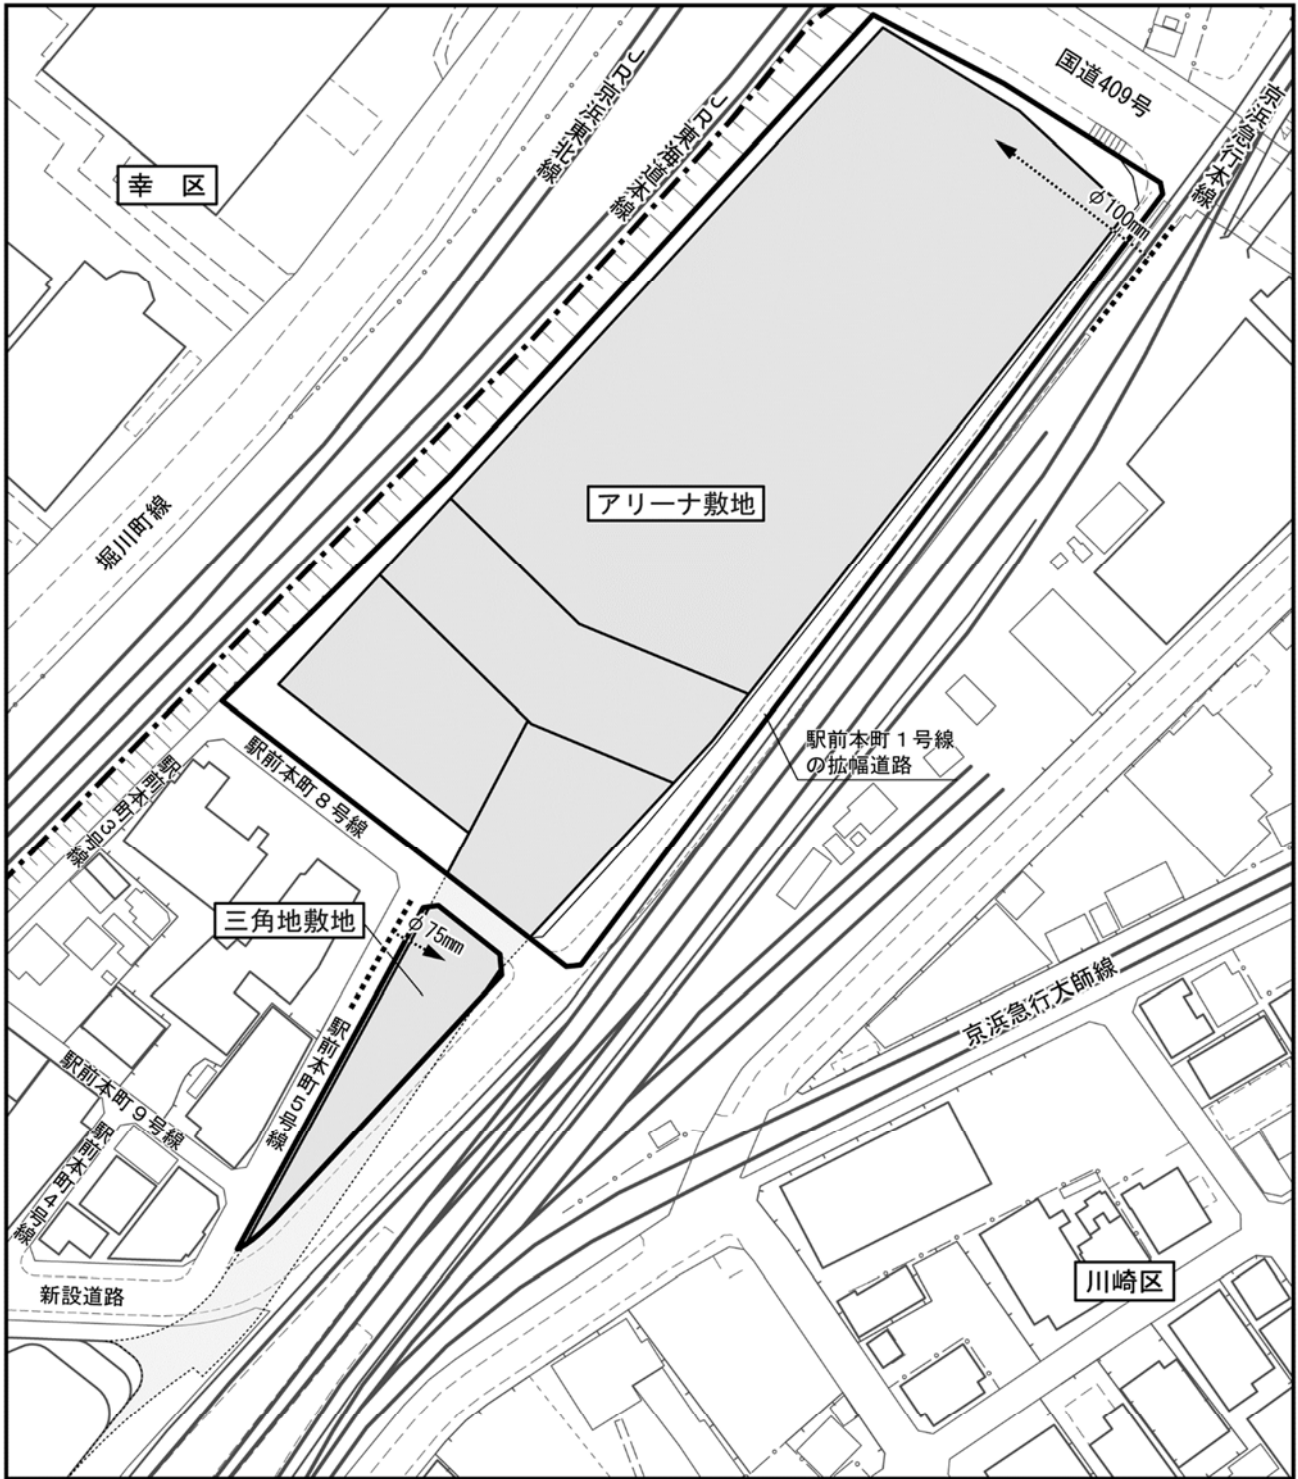 国道409号
京浜急行本線
JR京浜東北線
JR東海道本線
幸 区
φ100mm
アリーナ敷地
堀川町線
駅前本町1号線
の拡幅道路
駅前本町8号線
駅前本町3号線
三角地敷地
φ75mm
京浜急行大師線
駅前本町5号線
駅前本町9号線
駅前本町4号線
川崎区
新設道路